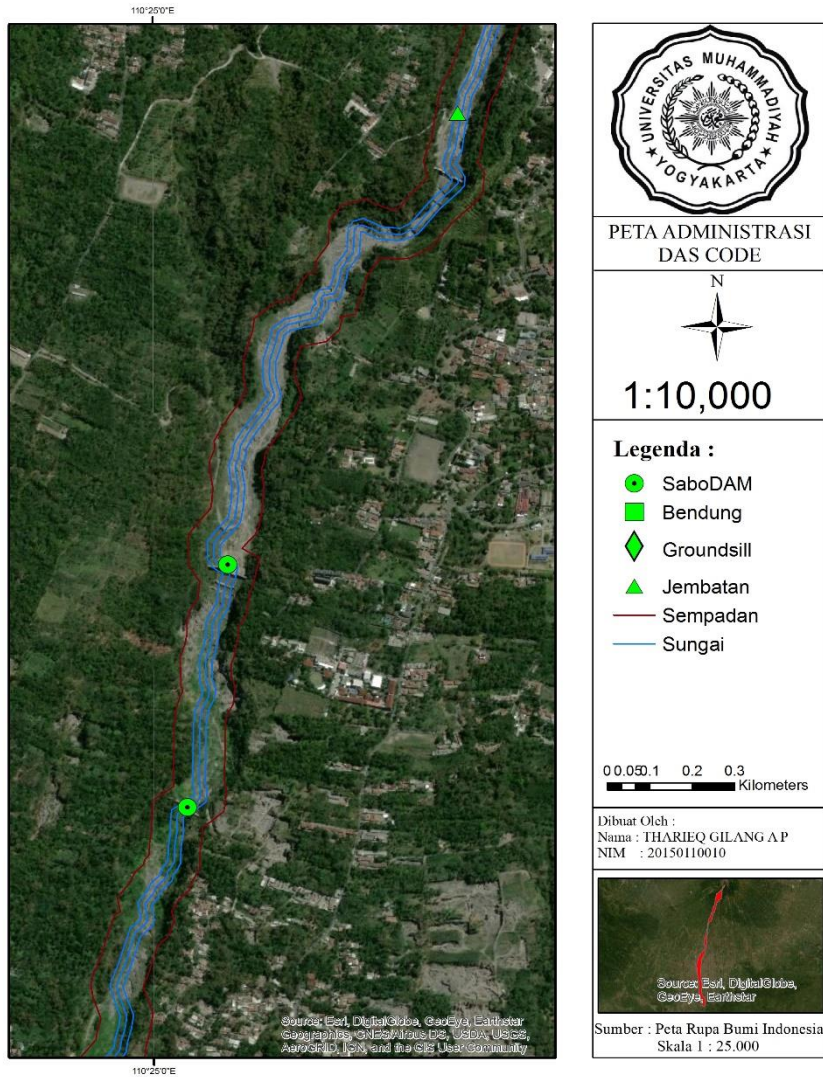 110°25'0"E
UNIVERSITAS MUHAMMADIYAH
YOGYAKARTA
PETA ADMINISTRASI
DAS CODE
N
1:10,000
Legenda :
SaboDAM
Bendung
Groundsill
Jembatan
Sempadan
Sungai
0 0.050.1 0.2 0.3
Kilometers
Dibuat Oleh :
Nama : THARIEQ GILANG A P
NIM : 20150110010
Source: Esri, DigitalGlobe,
GeoEye, Earthstar
Sumber : Peta Rupa Bumi Indonesia
Skala 1 : 25.000
Source: Esri, DigitalGlobe, GeoEye, Earthstar
Geographics, CNES/Airbus DS, USDA, USGS,
AeroGRID, IGN, and the GIS User Community
110°25'0"E